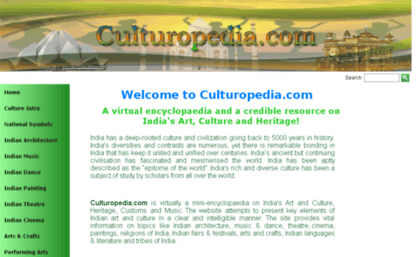 Culturopedia.com
Search
Home
Culture Intro
National Symbols
Indian Architecture
Indian Music
Indian Dance
Indian Painting
Indian Theatre
Indian Cinema
Arts & Crafts
Performing Arts
Welcome to Culturopedia.com
A virtual encyclopaedia and a credible resource on
India's Art, Culture and Heritage!
India has a deep-rooted culture and civilization going back to 5000 years in history.
India's diversities and contrasts are numerous, yet there is remarkable bonding in
India that has keep it united and unified over centuries. India's ancient but continuing
civilisation has fascinated and mesmerised the world. India has been aptly
described as the "epitome of the world". India's rich and diverse culture has been a
subject of study by scholars from all over the world.
Culturopedia.com is virtually a mini-encyclopaedia on India's Art and Culture,
Heritage, Customs and Music. The website attempts to present key elements of
Indian art and culture in a clear and intelligible manner. The site provides vital
information on topics like Indian architecture, music & dance, theatre, cinema,
paintings, religions of India, Indian fairs & festivals, arts and crafts, Indian languages
& literature and tribes of India